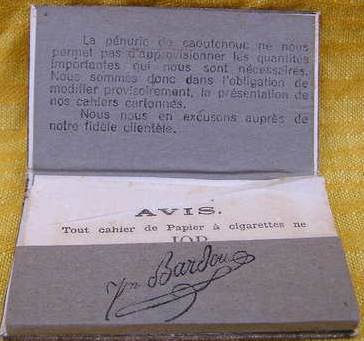 La pénurie de caoutchouc ne nous
permet pas d'approvisionner les quantités
importantes qui nous sont nécessaires.
Nous sommes donc dans l'obligation de
modifier provisoirement, la présentation de
nos cahiers cartonnés.
Nous nous en excusons auprès de
notre fidèle clientèle.
AVIS.
Tout cahier de Papier à cigarettes ne
JOB
Jn Bardou